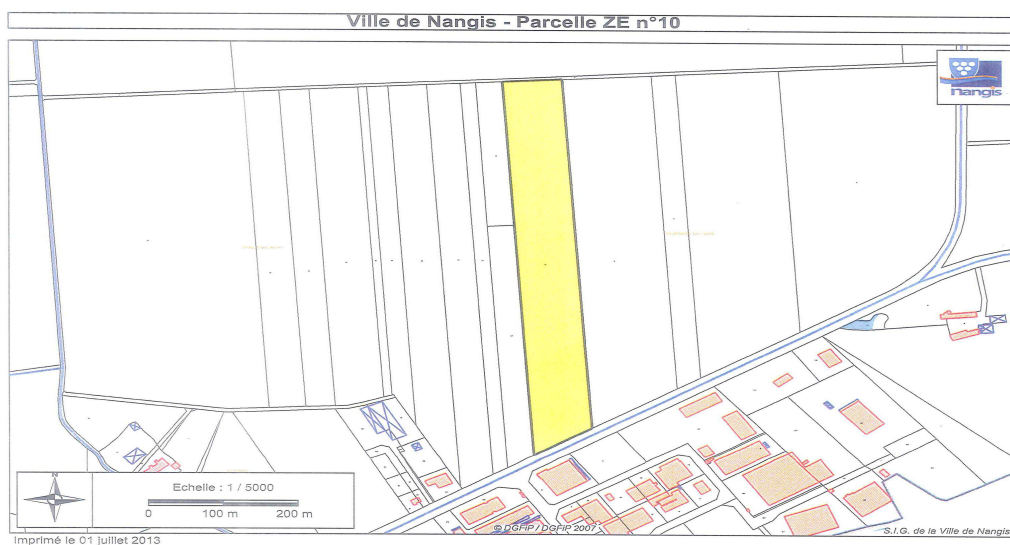 Ville de Nangis - Parcelle ZE n°10
nangis
N
Echelle : 1 / 5000
0 100 m 200 m
© DGFiP / DGFiP 2007
S.I.G. de la Ville de Nangis
Imprimé le 01 juillet 2013